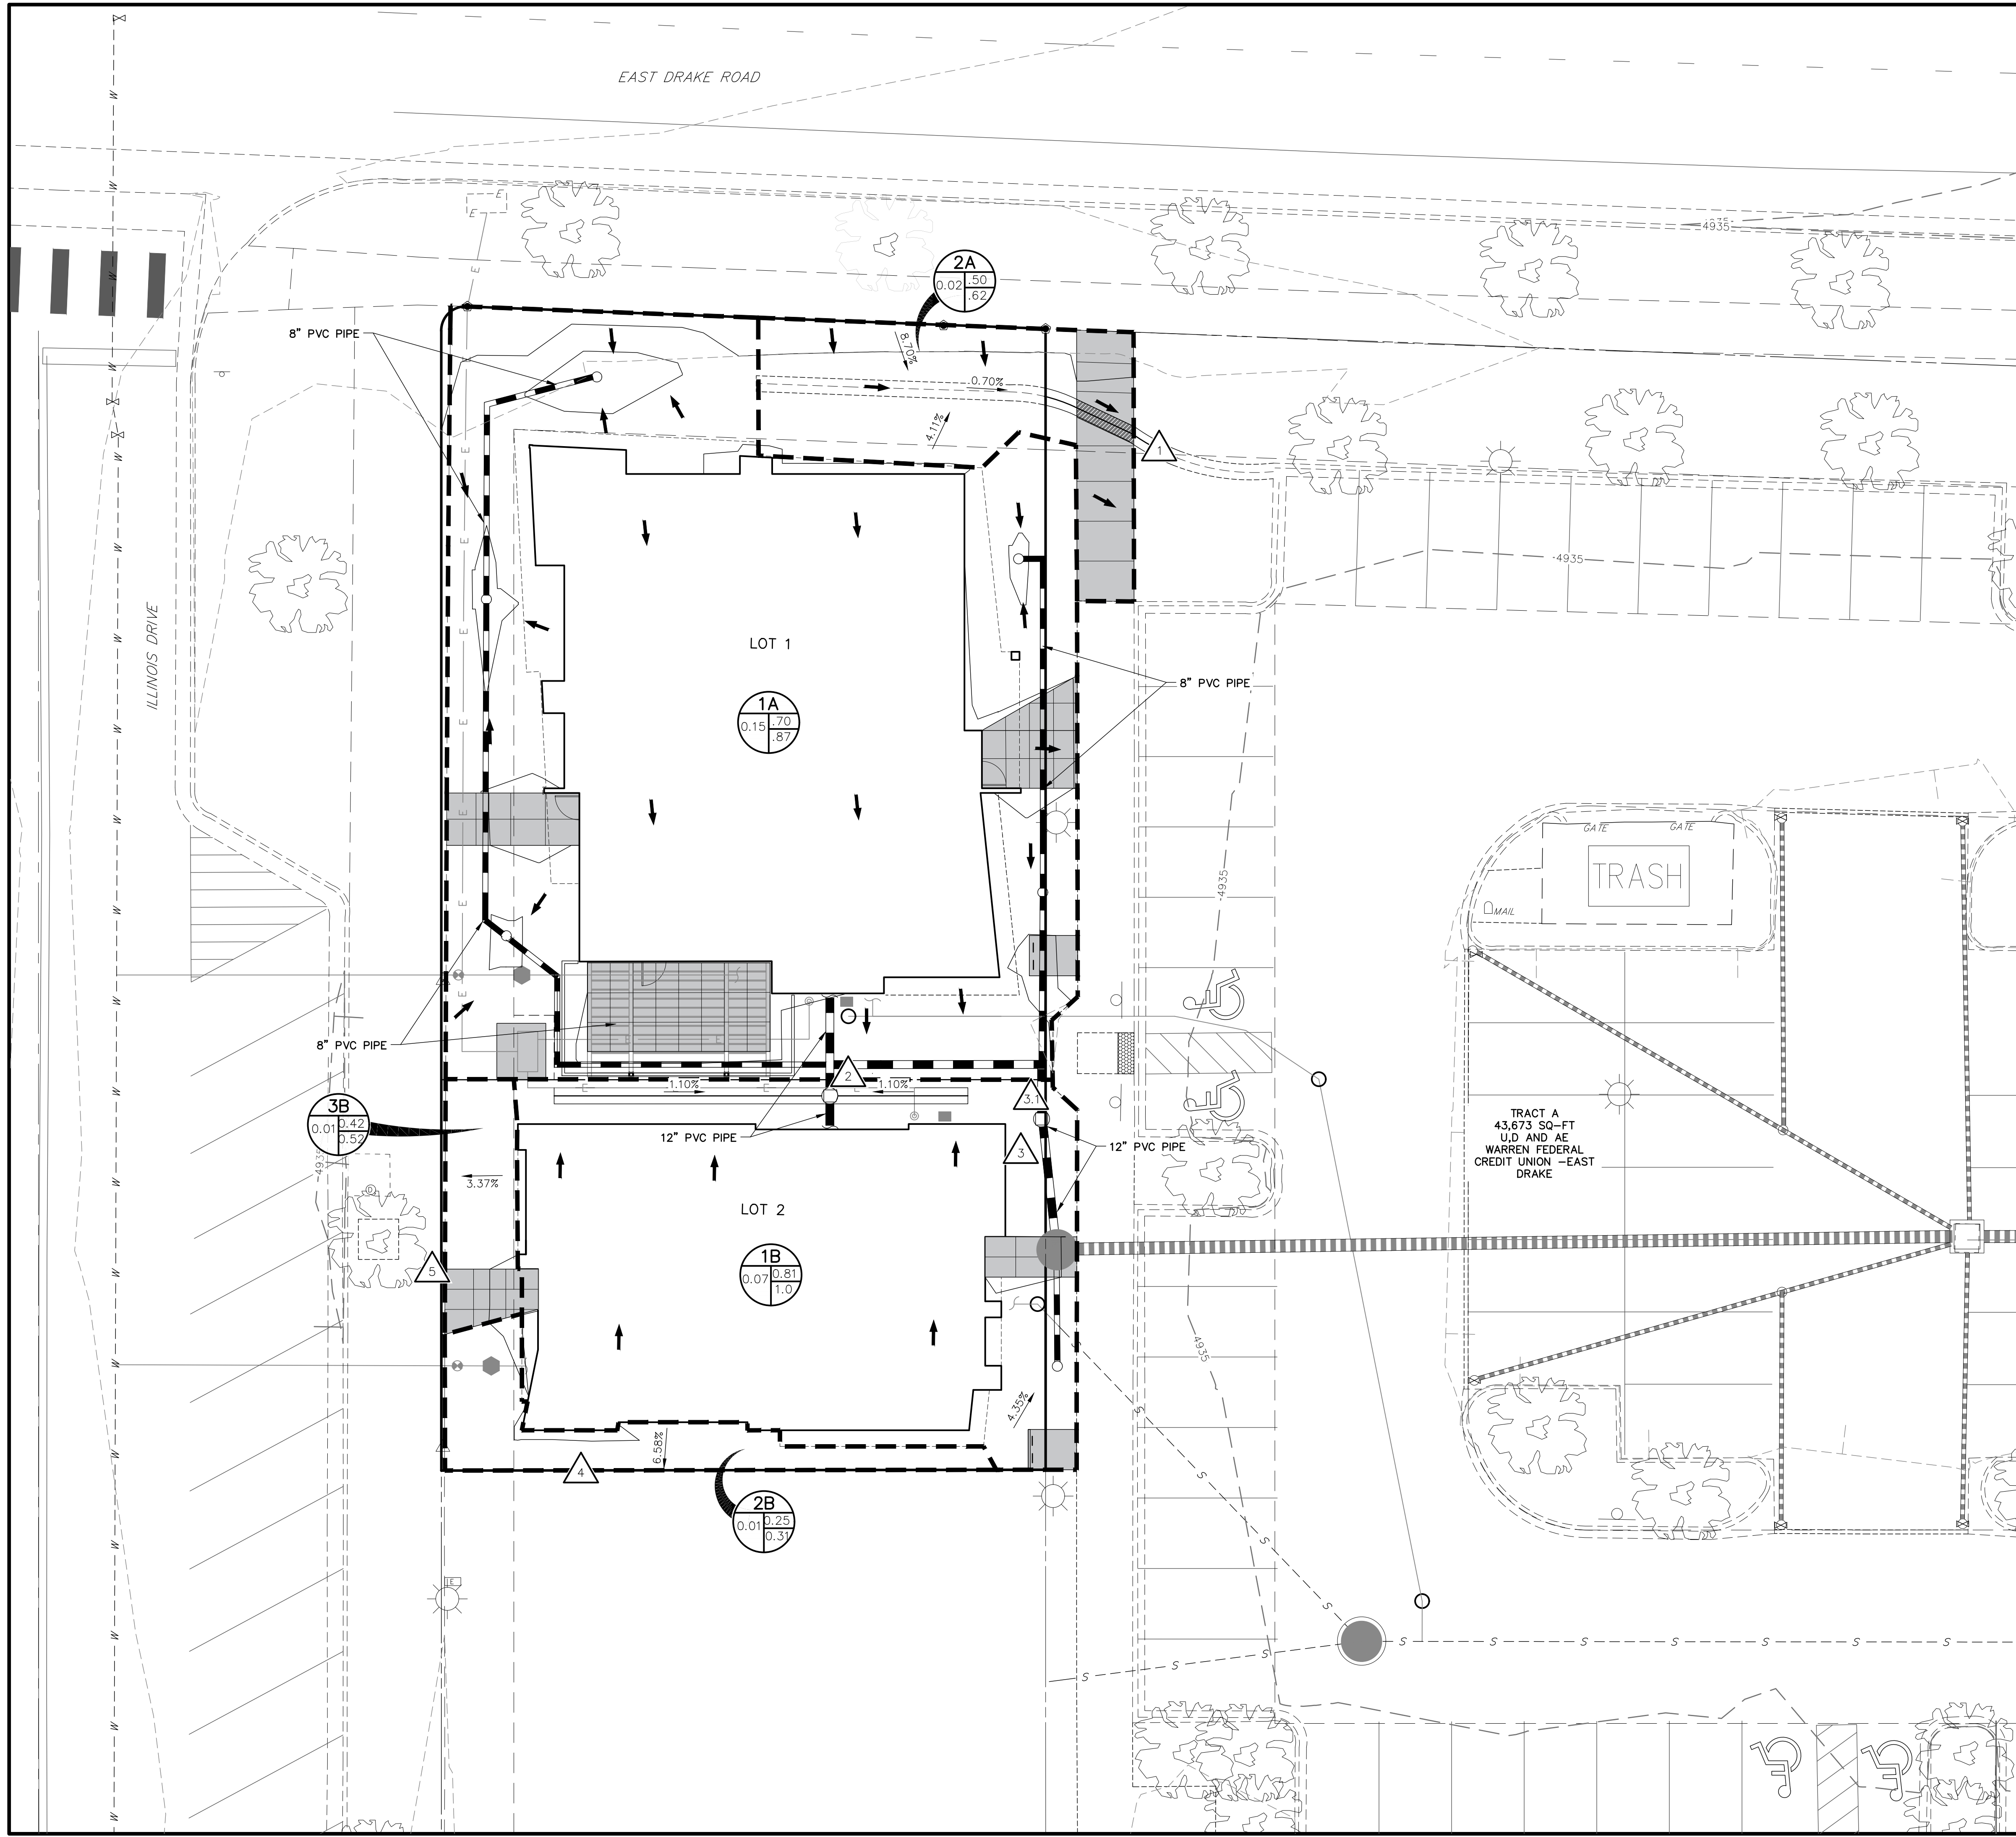 EAST DRAKE ROAD
E
E
E
-4935-
2A
0.02 .50
.62
8" PVC PIPE
8.70%
0.70%
4.11%
1
-4935
ILLINOIS DRIVE
LOT 1
8" PVC PIPE
1A
0.15 .70
.87
GATE
GATE
TRASH
MAIL
-4935-
8" PVC PIPE
2
1.10%
1.10%
3.1
3B
0.01 0.42
0.52
12" PVC PIPE
3
12" PVC PIPE
TRACT A
43,673 SQ-FT
U,D AND AE
WARREN FEDERAL
CREDIT UNION -EAST
DRAKE
-4935-
3.37%
LOT 2
5
1B
0.07 0.81
1.0
4935
4.35%
6.58%
4
2B
0.01 0.25
0.31
E
W
S
S
S
S
S
S
S
S
S
S
S
S
S